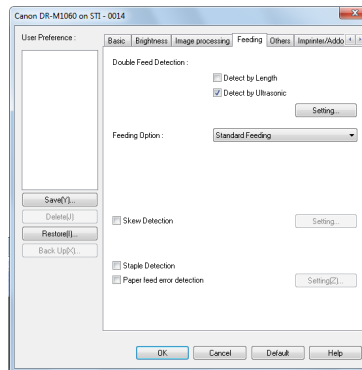 Canon DR-M1060 on STI - 0014
User Preference :
Basic Brightness Image processing Feeding Others Imprinter/Addo
Double Feed Detection :
Detect by Length
Detect by Ultrasonic
Setting...
Feeding Option : Standard Feeding
Save(Y)...
Delete(J)
Restore(I)...
Back Up(X)...
Skew Detection Setting...
Staple Detection
Paper feed error detection Setting(Z)...
OK Cancel Default Help